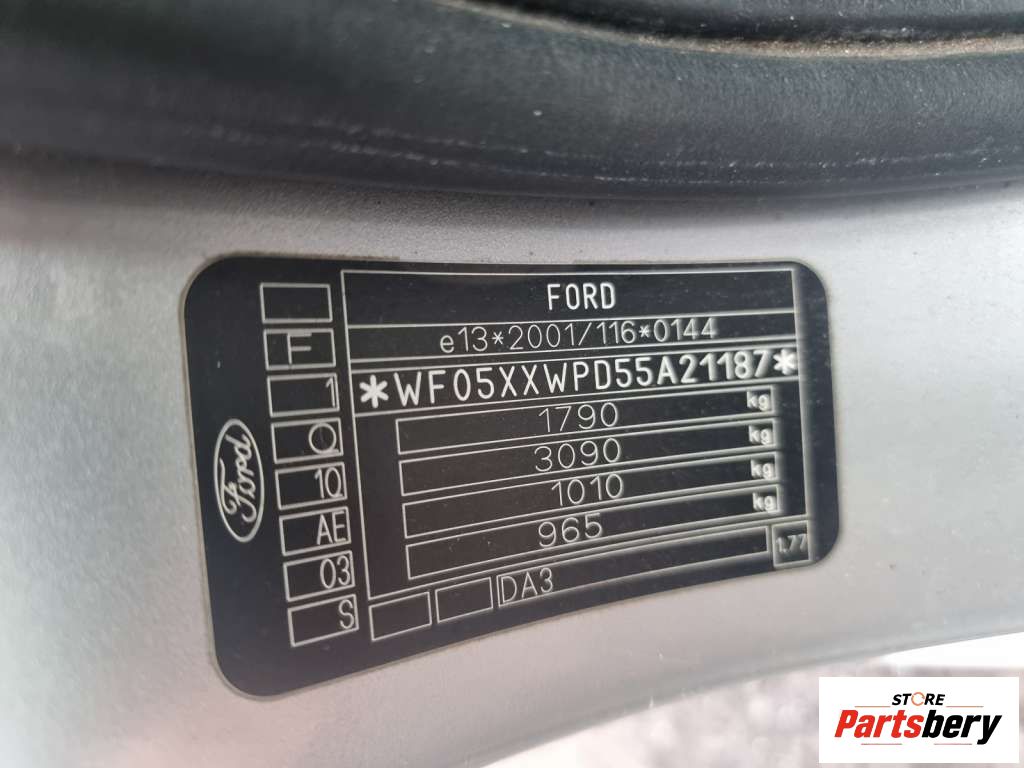 FORD
e13*2001/116*0144
*WF05XXWPD55A21187*
1790 kg
3090 kg
1010 kg
965 kg
DA3
1.77
F
1
O
10
AE
03
S
Ford
STORE
Partsbery